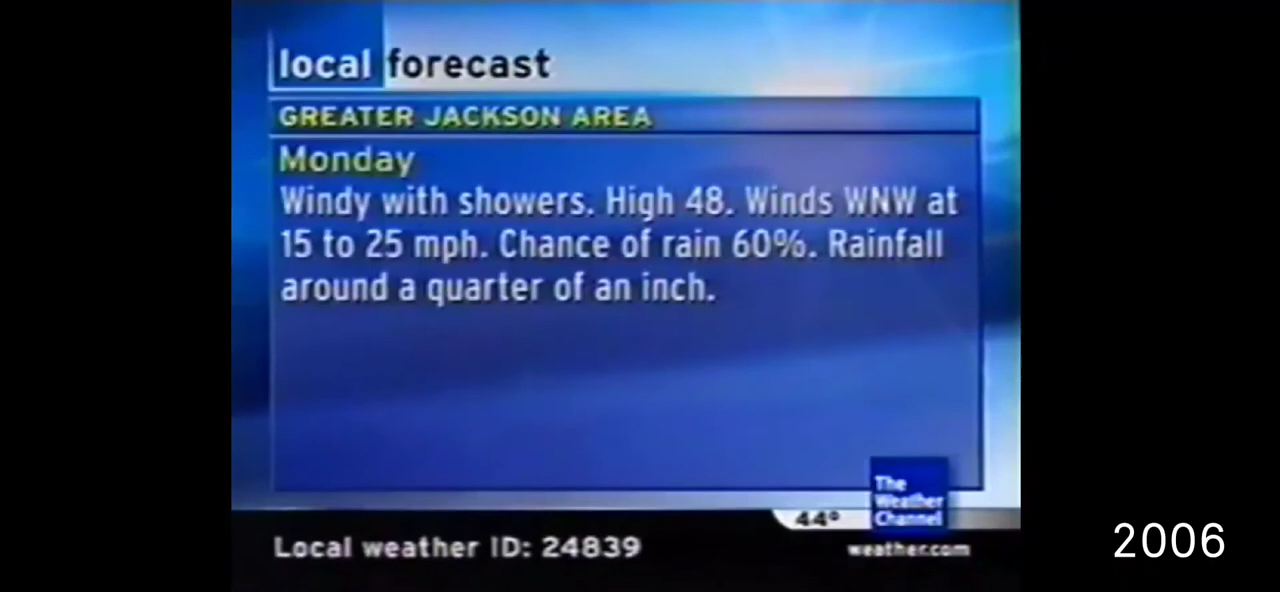 local forecast
GREATER JACKSON AREA
Monday
Windy with showers. High 48. Winds WNW at
15 to 25 mph. Chance of rain 60%. Rainfall
around a quarter of an inch.
The
Weather
Channel
44°
Local weather ID: 24839
weather.com
2006